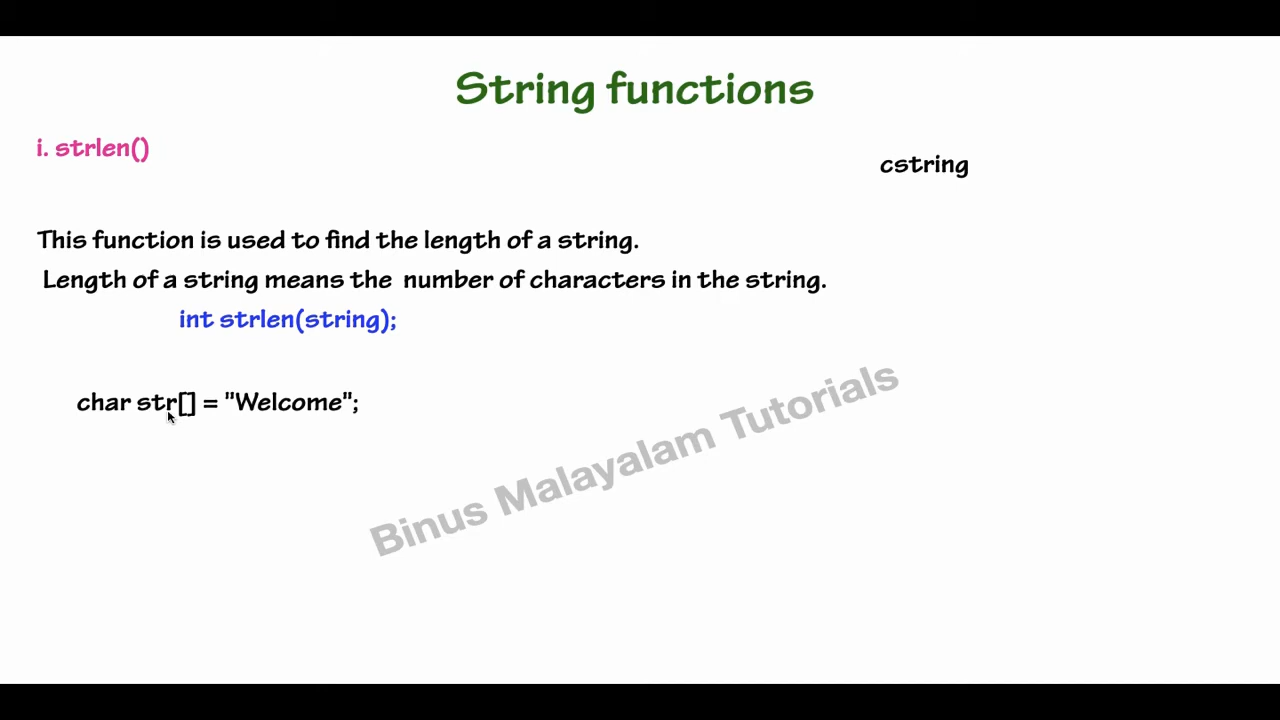 String functions
i. strlen()
cstring
This function is used to find the length of a string.
Length of a string means the number of characters in the string.
int strlen(string);
char str[] = "Welcome";
Binus Malayalam Tutorials